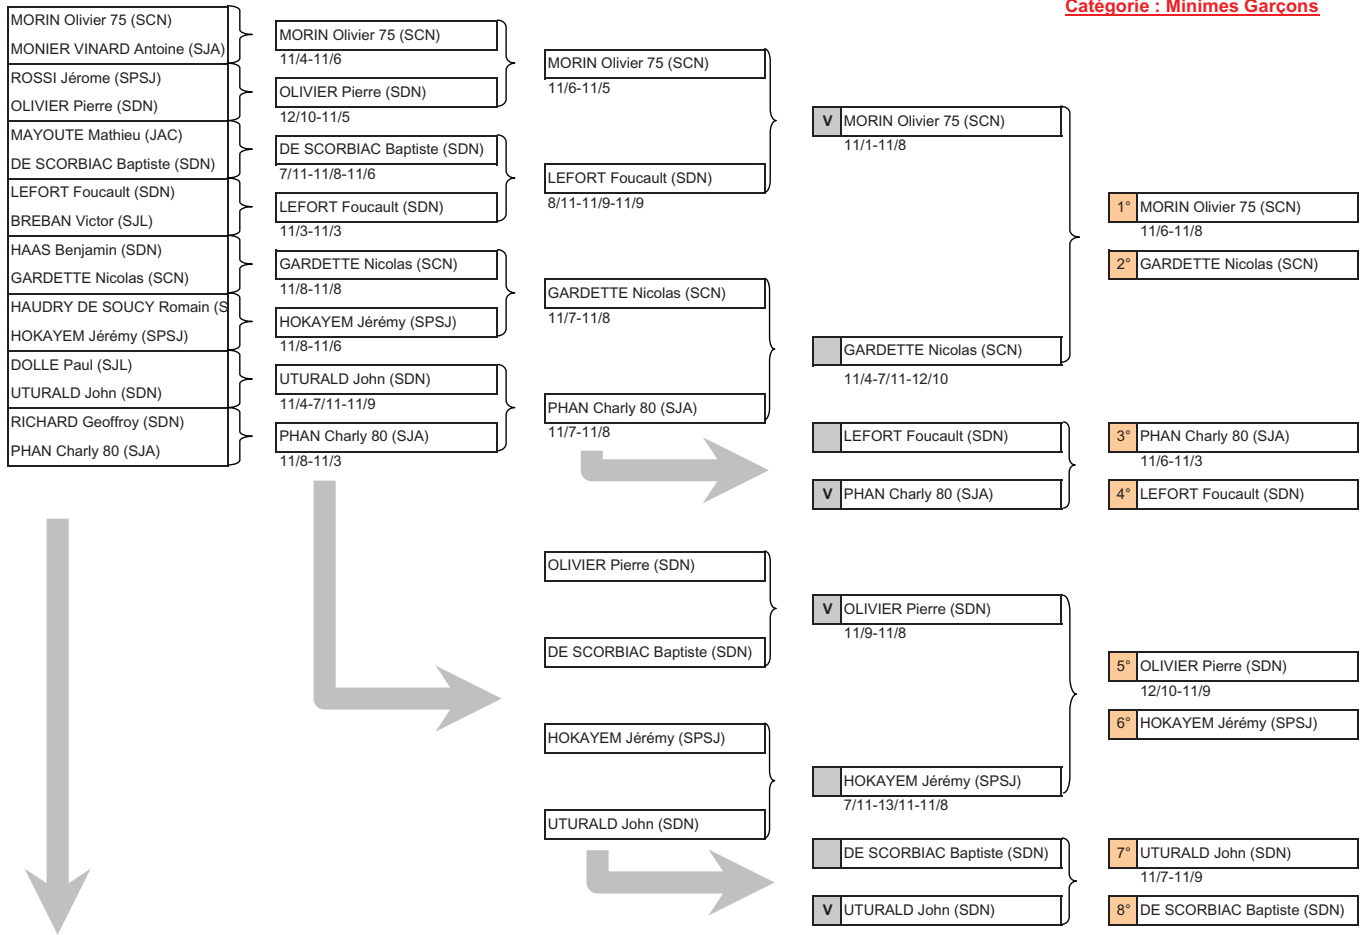 Catégorie : Minimes Garçons
MORIN Olivier 75 (SCN)
MONIER VINARD Antoine (SJA)
ROSSI Jérome (SPSJ)
OLIVIER Pierre (SDN)
MAYOUTE Mathieu (JAC)
DE SCORBIAC Baptiste (SDN)
LEFORT Foucault (SDN)
BREBAN Victor (SJL)
HAAS Benjamin (SDN)
GARDETTE Nicolas (SCN)
HAUDRY DE SOUCY Romain (S
HOKAYEM Jérémy (SPSJ)
DOLLE Paul (SJL)
UTURALD John (SDN)
RICHARD Geoffroy (SDN)
PHAN Charly 80 (SJA)
MORIN Olivier 75 (SCN)
11/4-11/6
OLIVIER Pierre (SDN)
12/10-11/5
DE SCORBIAC Baptiste (SDN)
7/11-11/8-11/6
LEFORT Foucault (SDN)
11/3-11/3
GARDETTE Nicolas (SCN)
11/8-11/8
HOKAYEM Jérémy (SPSJ)
11/8-11/6
UTURALD John (SDN)
11/4-7/11-11/9
PHAN Charly 80 (SJA)
11/8-11/3
MORIN Olivier 75 (SCN)
11/6-11/5
LEFORT Foucault (SDN)
8/11-11/9-11/9
GARDETTE Nicolas (SCN)
11/7-11/8
PHAN Charly 80 (SJA)
11/7-11/8
OLIVIER Pierre (SDN)
DE SCORBIAC Baptiste (SDN)
HOKAYEM Jérémy (SPSJ)
UTURALD John (SDN)
V MORIN Olivier 75 (SCN)
11/1-11/8
GARDETTE Nicolas (SCN)
11/4-7/11-12/10
LEFORT Foucault (SDN)
V PHAN Charly 80 (SJA)
V OLIVIER Pierre (SDN)
11/9-11/8
HOKAYEM Jérémy (SPSJ)
7/11-13/11-11/8
DE SCORBIAC Baptiste (SDN)
V UTURALD John (SDN)
1° MORIN Olivier 75 (SCN)
11/6-11/8
2° GARDETTE Nicolas (SCN)
3° PHAN Charly 80 (SJA)
11/6-11/3
4° LEFORT Foucault (SDN)
5° OLIVIER Pierre (SDN)
12/10-11/9
6° HOKAYEM Jérémy (SPSJ)
7° UTURALD John (SDN)
11/7-11/9
8° DE SCORBIAC Baptiste (SDN)